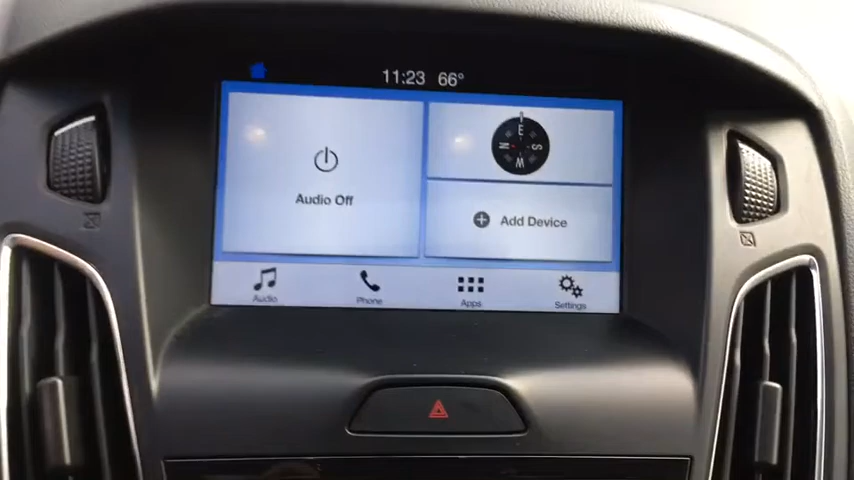 11:23 66°
Audio Off
E
N
S
W
Add Device
Audio
Phone
Apps
Settings